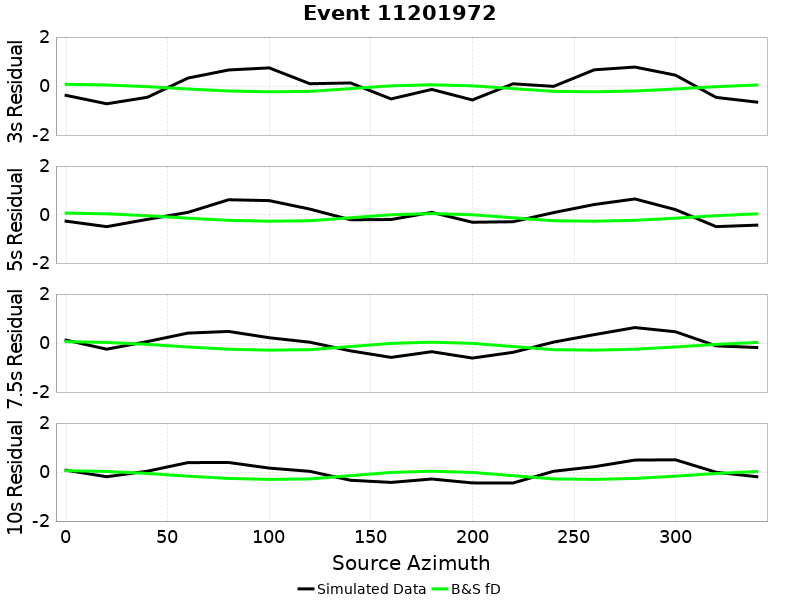 Event 11201972
3s Residual
2
0
-2
5s Residual
2
0
-2
7.5s Residual
2
0
-2
10s Residual
2
0
-2
0 50 100 150 200 250 300
Source Azimuth
Simulated Data B&S fD